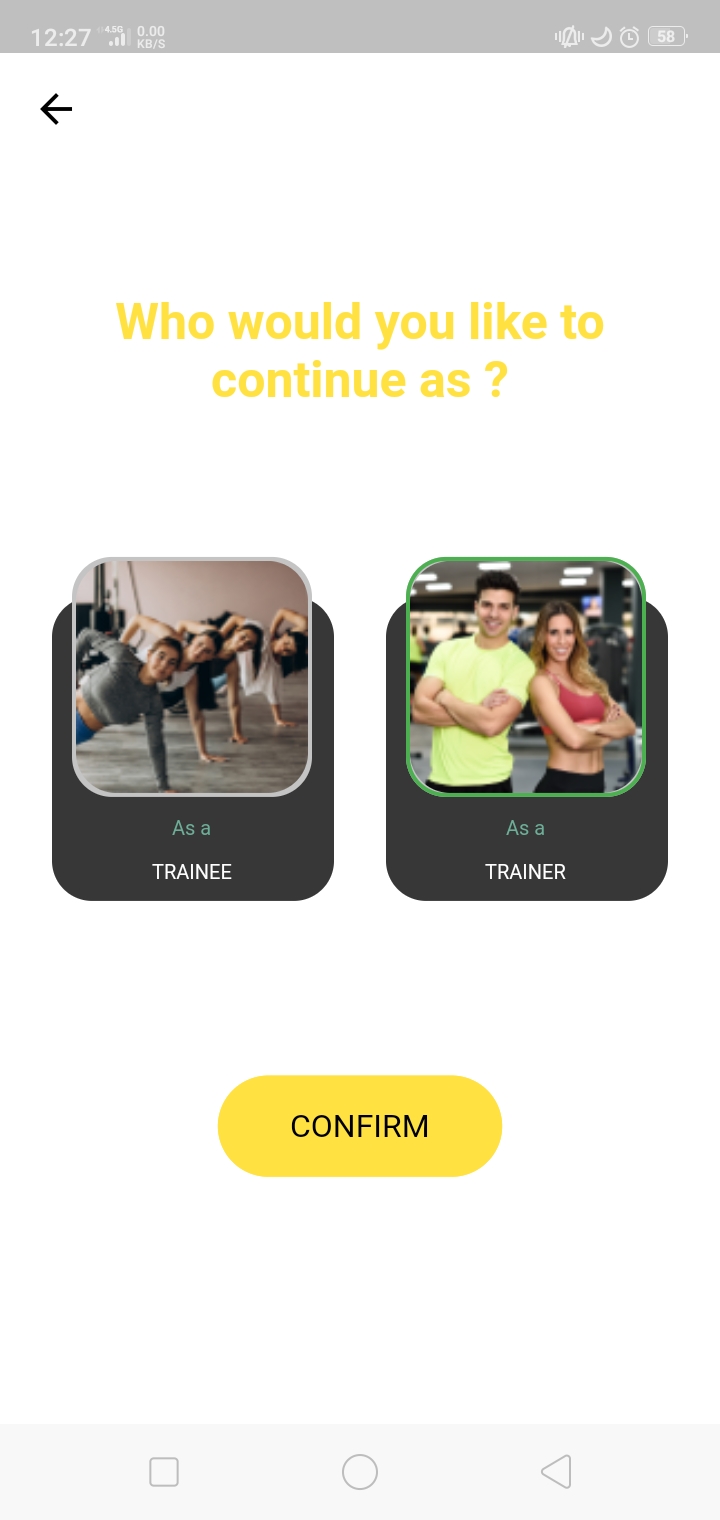 12:27 4.5G 0.00
KB/S
58
Who would you like to
continue as ?
As a
TRAINEE
As a
TRAINER
CONFIRM